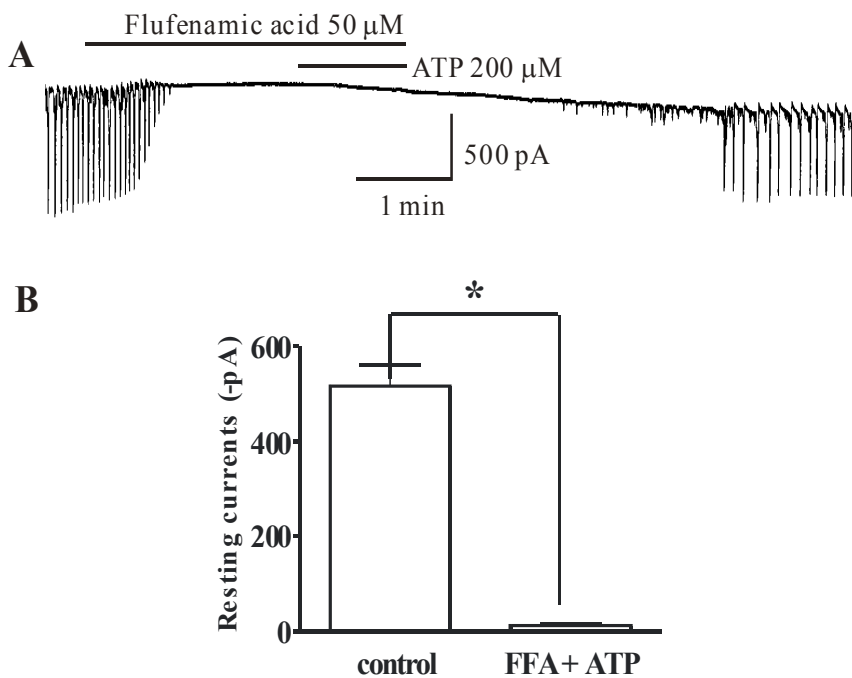 Flufenamic acid 50 μM
A
ATP 200 μM
500 pA
1 min
B
*
Resting currents (-pA)
600
400
200
0
control
FFA + ATP